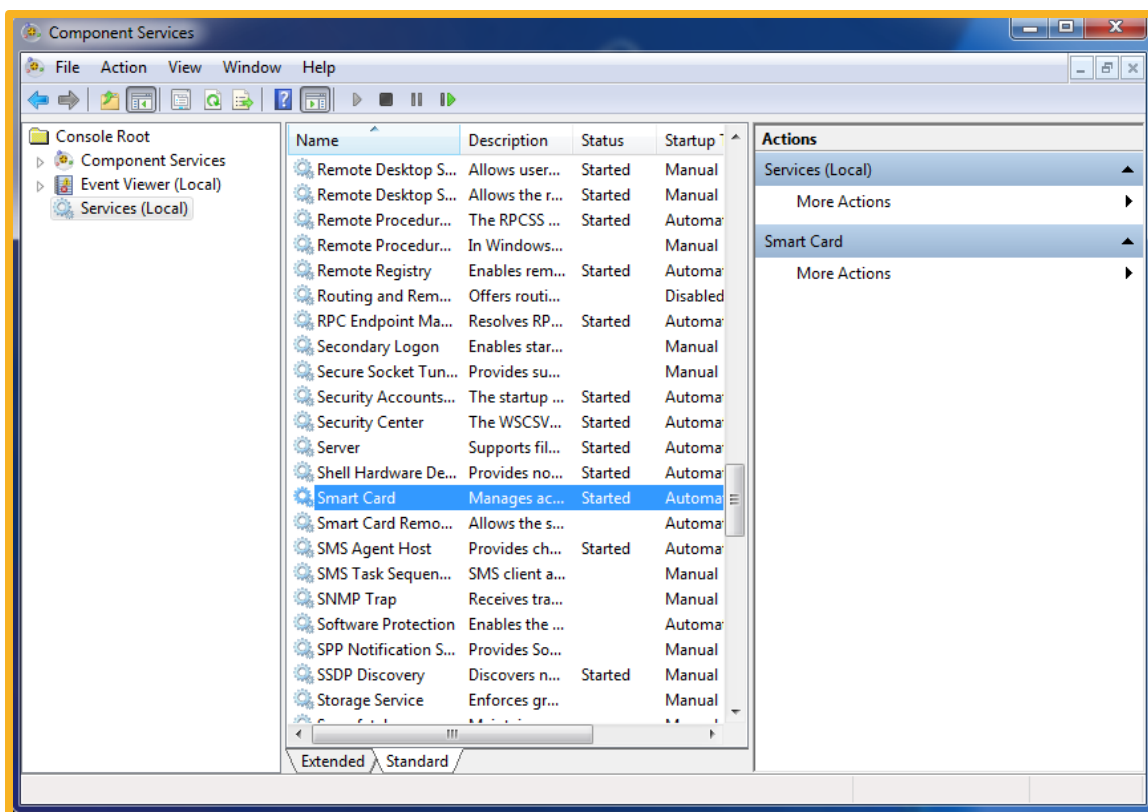 Component Services
File Action View Window Help
Console Root
Component Services
Event Viewer (Local)
Services (Local)
Name Description Status Startup T
Remote Desktop S... Allows user... Started Manual
Remote Desktop S... Allows the r... Started Manual
Remote Procedur... The RPCSS ... Started Automa
Remote Procedur... In Windows... Manual
Remote Registry Enables rem... Started Automa
Routing and Rem... Offers routi... Disabled
RPC Endpoint Ma... Resolves RP... Started Automa
Secondary Logon Enables star... Manual
Secure Socket Tun... Provides su... Manual
Security Accounts... The startup ... Started Automa
Security Center The WSCSV... Started Automa
Server Supports fil... Started Automa
Shell Hardware De... Provides no... Started Automa
Smart Card Manages ac... Started Automa
Smart Card Remo... Allows the s... Automa
SMS Agent Host Provides ch... Started Automa
SMS Task Sequen... SMS client a... Manual
SNMP Trap Receives tra... Manual
Software Protection Enables the ... Automa
SPP Notification S... Provides So... Manual
SSDP Discovery Discovers n... Started Manual
Storage Service Enforces gr... Manual
Extended Standard
Actions
Services (Local)
More Actions
Smart Card
More Actions